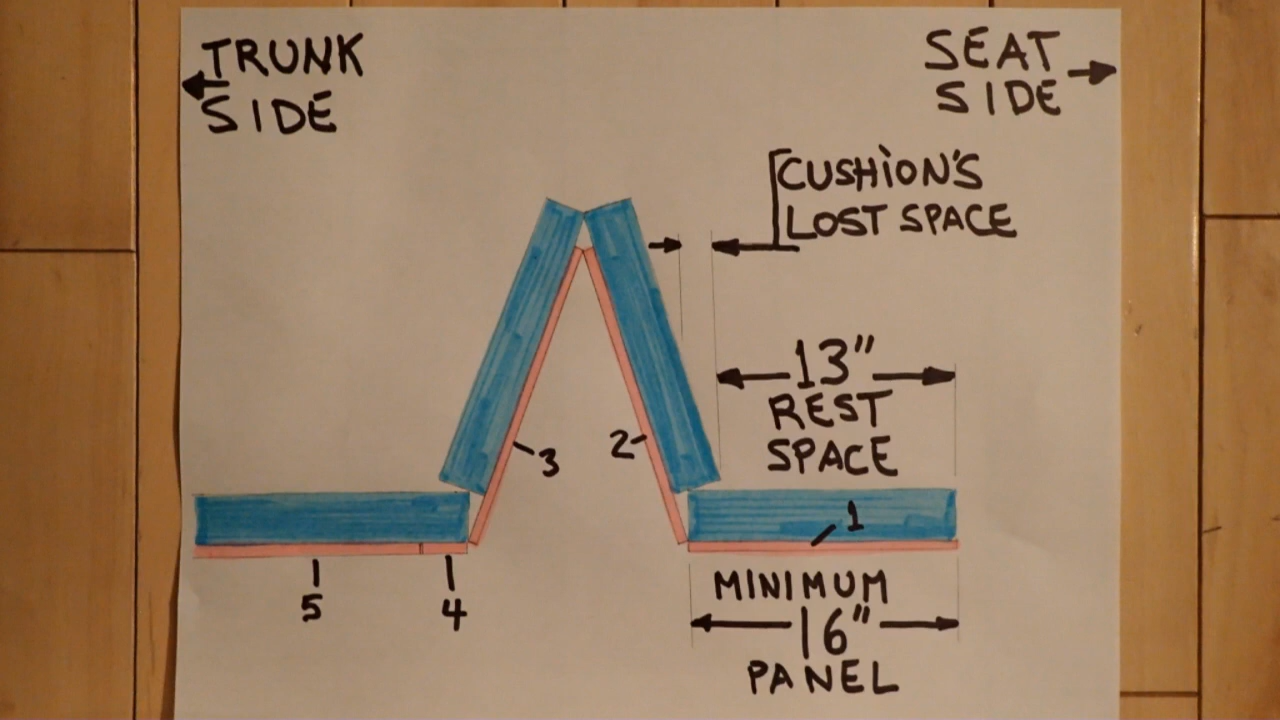 TRUNK
SIDE
SEAT
SIDE
CUSHION'S
LOST SPACE
13"
REST
SPACE
3
2
1
5
4
MINIMUM
16"
PANEL